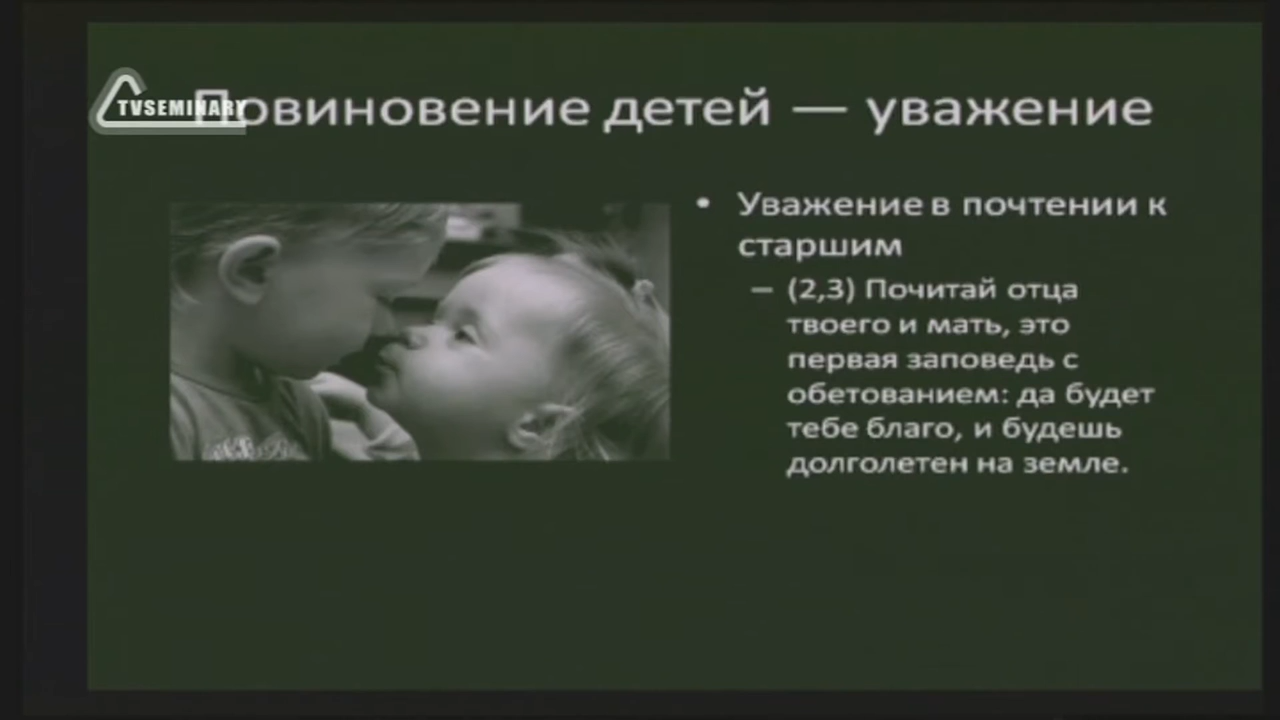 TVSEMINARY
Повиновение детей — уважение
• Уважение в почтении к
старшим
– (2,3) Почитай отца
твоего и мать, это
первая заповедь с
обетованием: да будет
тебе благо, и будешь
долголетен на земле.